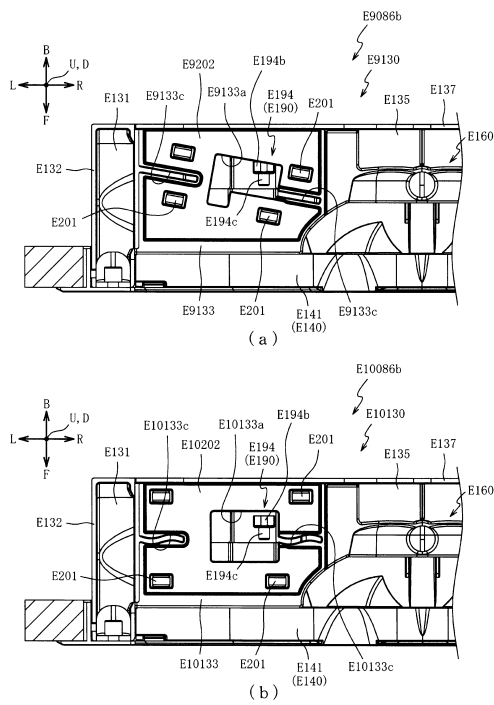 E9086b
E194b
E9202 E9133a E194 E9130
B U,D
L R
F
E131 E9133c (E190) E201 E135 E137
E132 E160
E201 E194c
E9133 E201 E141 E9133c
(E140)
(a)
E10086b
E10133c E10133a E194b E10130
B U,D
L R
F
E131 E10202 E194 E201 E135 E137
(E190)
E132 E160
E201 E194c
E10133 E201 E141 E10133c
(E140)
(b)